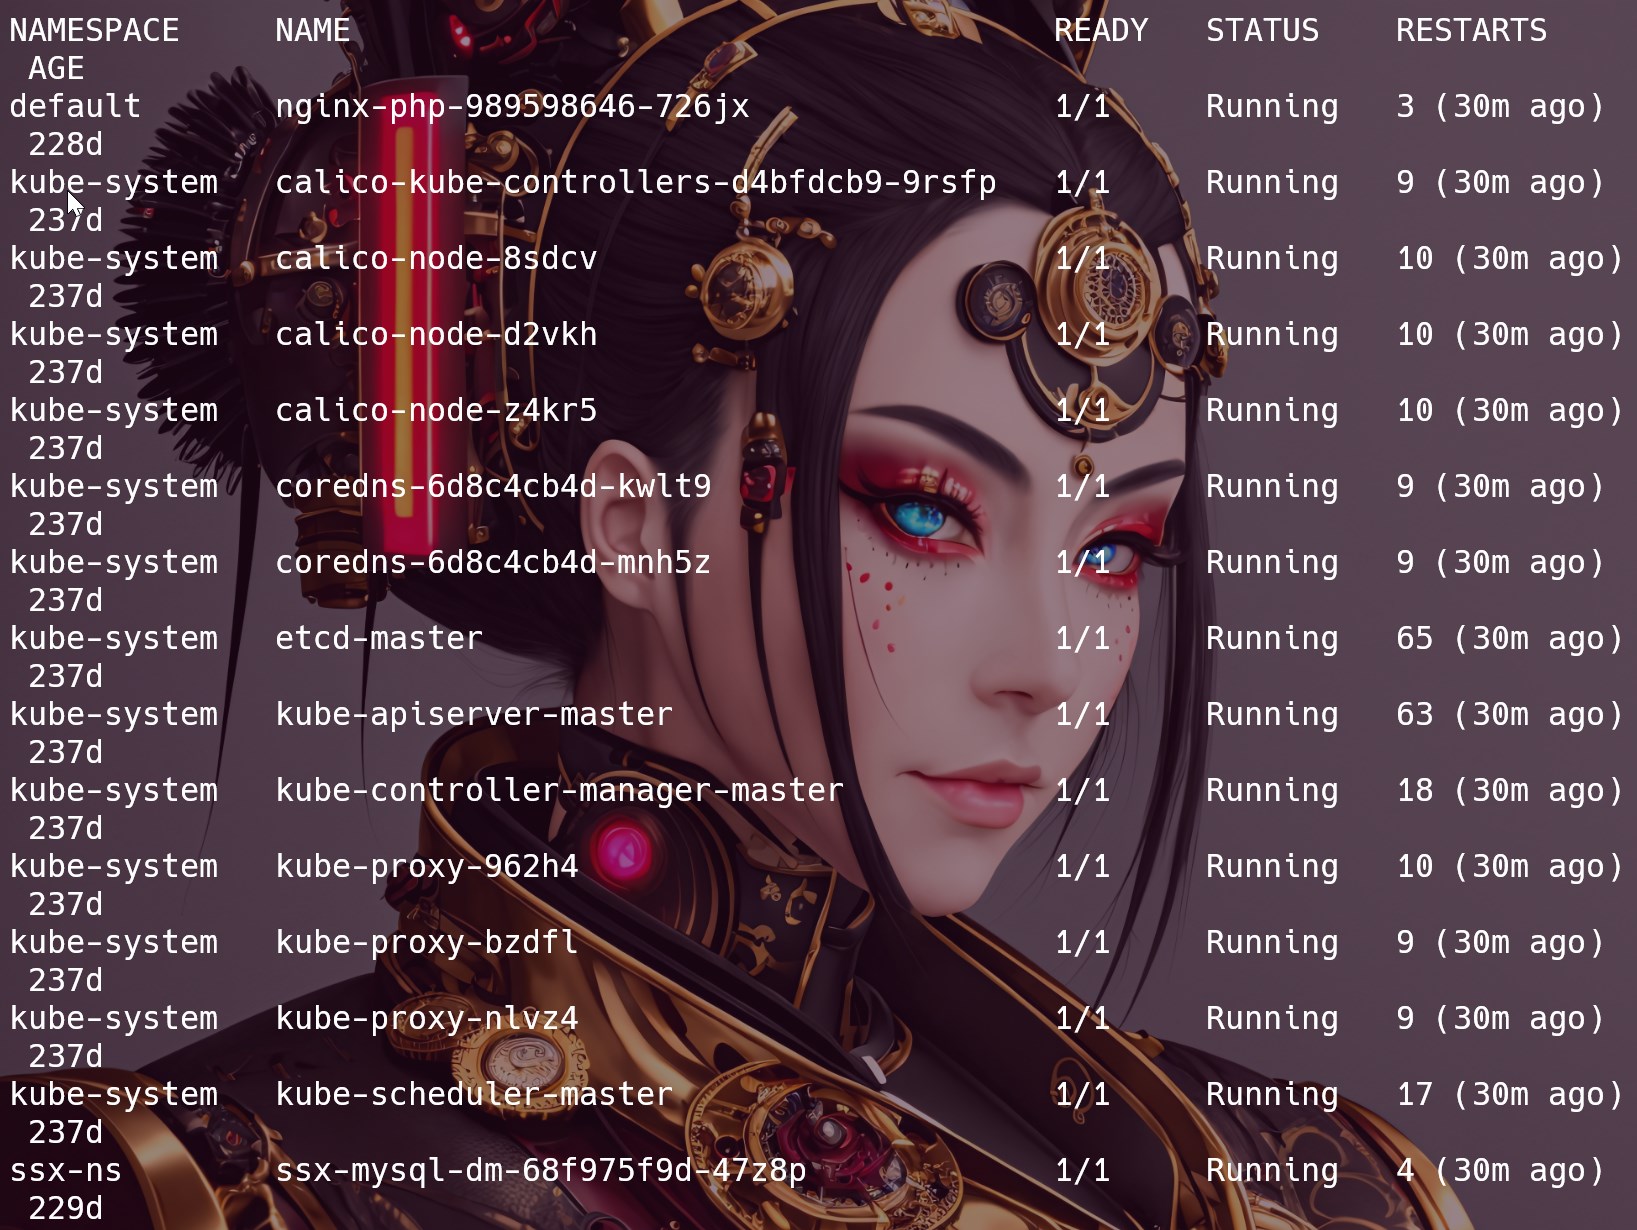 NAMESPACE     NAME                                     READY   STATUS    RESTARTS
 AGE
default       nginx-php-989598646-726jx                1/1     Running   3 (30m ago)
 228d
kube-system   calico-kube-controllers-d4bfdcb9-9rsfp   1/1     Running   9 (30m ago)
 237d
kube-system   calico-node-8sdcv                        1/1     Running   10 (30m ago)
 237d
kube-system   calico-node-d2vkh                        1/1     Running   10 (30m ago)
 237d
kube-system   calico-node-z4kr5                        1/1     Running   10 (30m ago)
 237d
kube-system   coredns-6d8c4cb4d-kwlt9                  1/1     Running   9 (30m ago)
 237d
kube-system   coredns-6d8c4cb4d-mnh5z                  1/1     Running   9 (30m ago)
 237d
kube-system   etcd-master                              1/1     Running   65 (30m ago)
 237d
kube-system   kube-apiserver-master                    1/1     Running   63 (30m ago)
 237d
kube-system   kube-controller-manager-master           1/1     Running   18 (30m ago)
 237d
kube-system   kube-proxy-962h4                         1/1     Running   10 (30m ago)
 237d
kube-system   kube-proxy-bzdfl                         1/1     Running   9 (30m ago)
 237d
kube-system   kube-proxy-nlvz4                         1/1     Running   9 (30m ago)
 237d
kube-system   kube-scheduler-master                    1/1     Running   17 (30m ago)
 237d
ssx-ns        ssx-mysql-dm-68f975f9d-47z8p             1/1     Running   4 (30m ago)
 229d